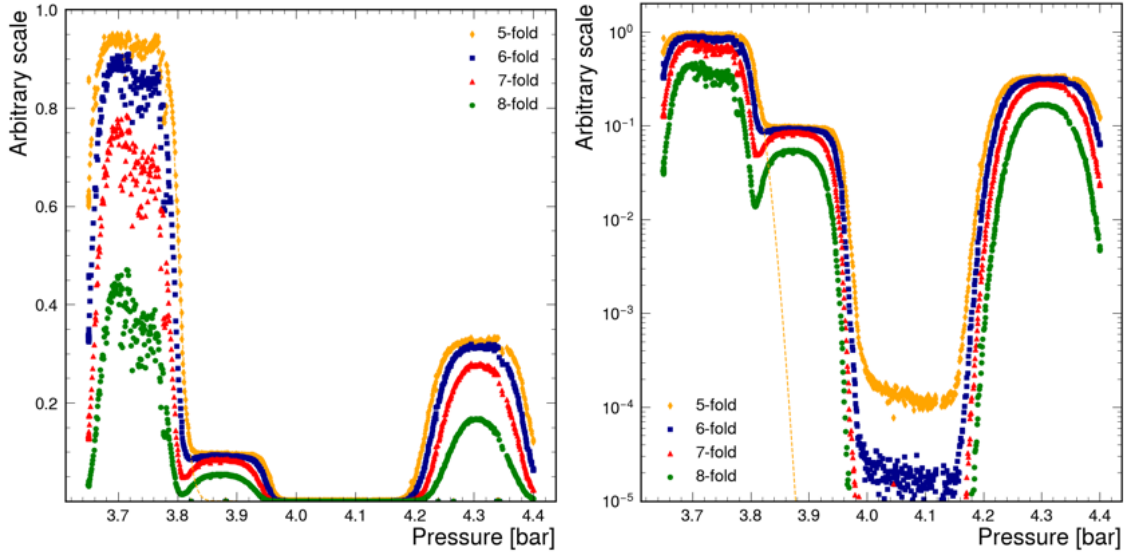 Arbitrary scale
5-fold
6-fold
7-fold
8-fold
1.0
0.8
0.6
0.4
0.2
3.7 3.8 3.9 4.0 4.1 4.2 4.3 4.4
Pressure [bar]
Arbitrary scale
10⁰
10⁻¹
10⁻²
10⁻³
10⁻⁴
10⁻⁵
5-fold
6-fold
7-fold
8-fold
3.7 3.8 3.9 4.0 4.1 4.2 4.3 4.4
Pressure [bar]